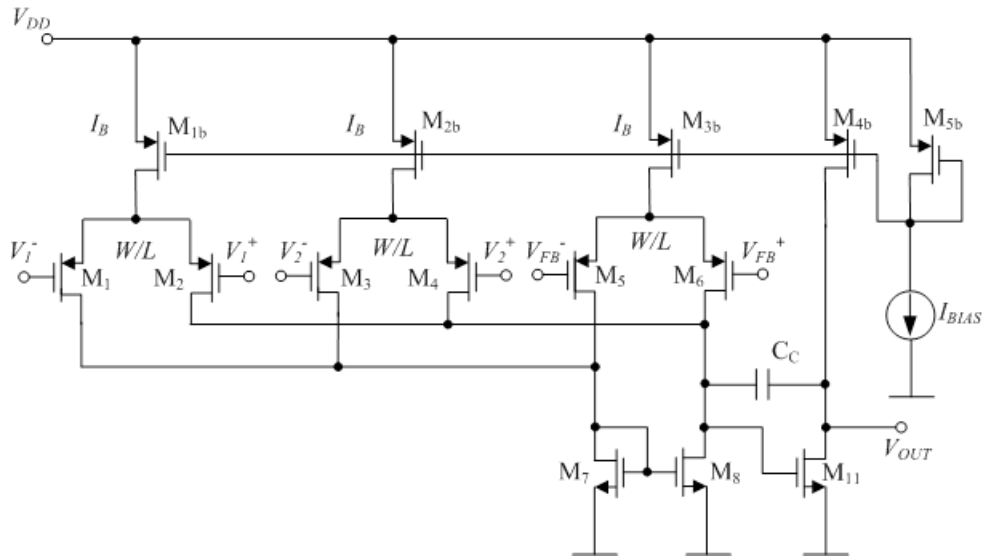 V_DD
I_B M_1b I_B M_2b I_B M_3b M_4b M_5b
V_1^- W/L V_1^+ V_2^- W/L V_2^+ V_FB^- W/L V_FB^+
M_1 M_2 M_3 M_4 M_5 M_6
I_BIAS
C_C
V_OUT
M_7 M_8 M_11